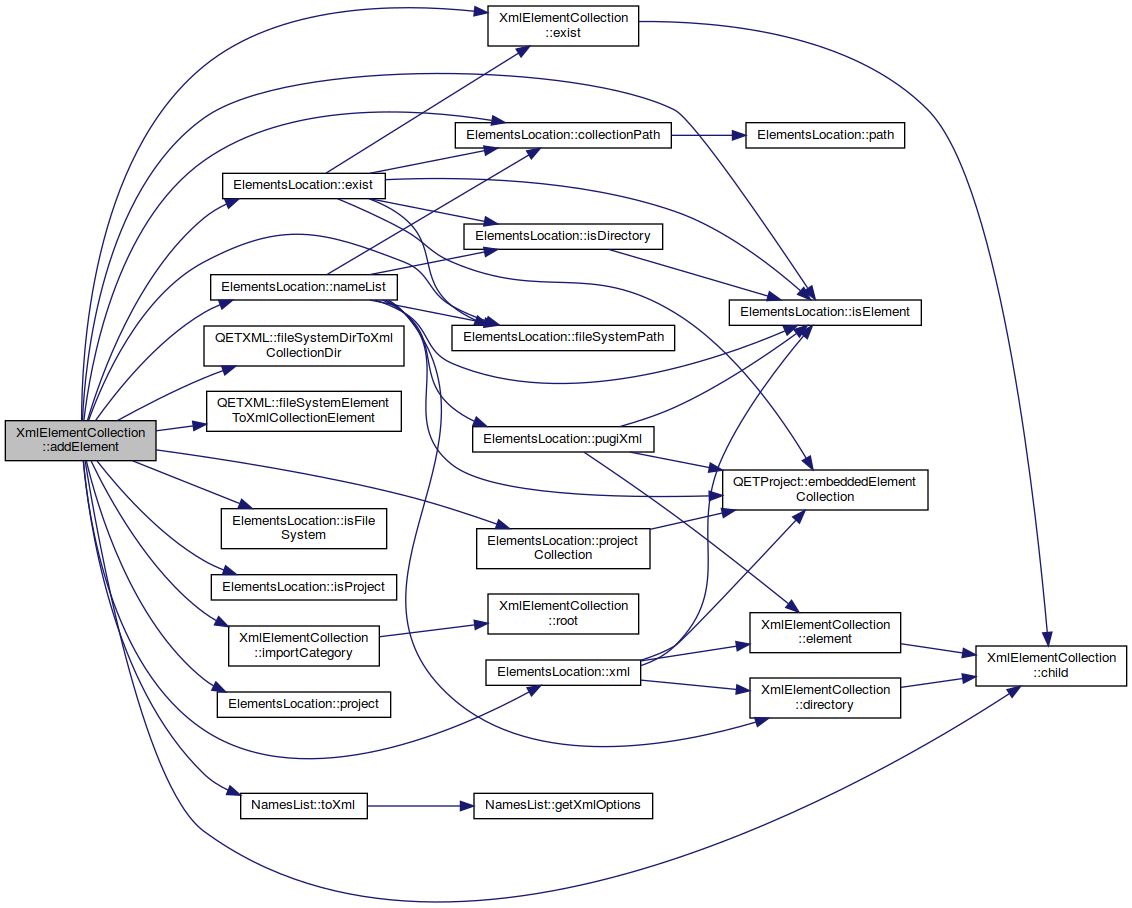 XmlElementCollection
::exist
ElementsLocation::collectionPath
ElementsLocation::path
ElementsLocation::exist
ElementsLocation::isDirectory
ElementsLocation::nameList
ElementsLocation::isElement
QETXML::fileSystemDirToXml
CollectionDir
ElementsLocation::fileSystemPath
QETXML::fileSystemElement
ToXmlCollectionElement
XmlElementCollection
::addElement
ElementsLocation::pugiXml
QETProject::embeddedElement
Collection
ElementsLocation::isFile
System
ElementsLocation::project
Collection
ElementsLocation::isProject
XmlElementCollection
::root
XmlElementCollection
::element
XmlElementCollection
::importCategory
ElementsLocation::xml
XmlElementCollection
::child
XmlElementCollection
::directory
ElementsLocation::project
NamesList::toXml
NamesList::getXmlOptions